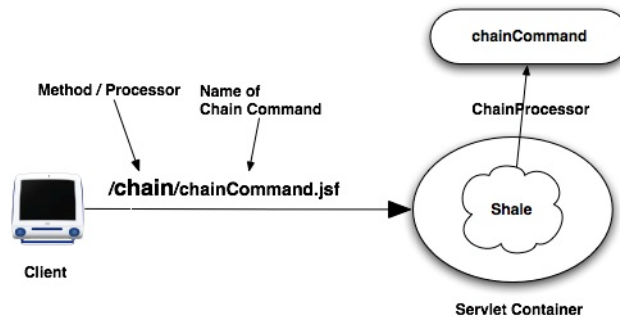 chainCommand
Method / Processor
Name of
Chain Command
ChainProcessor
/chain/chainCommand.jsf
Shale
Client
Servlet Container